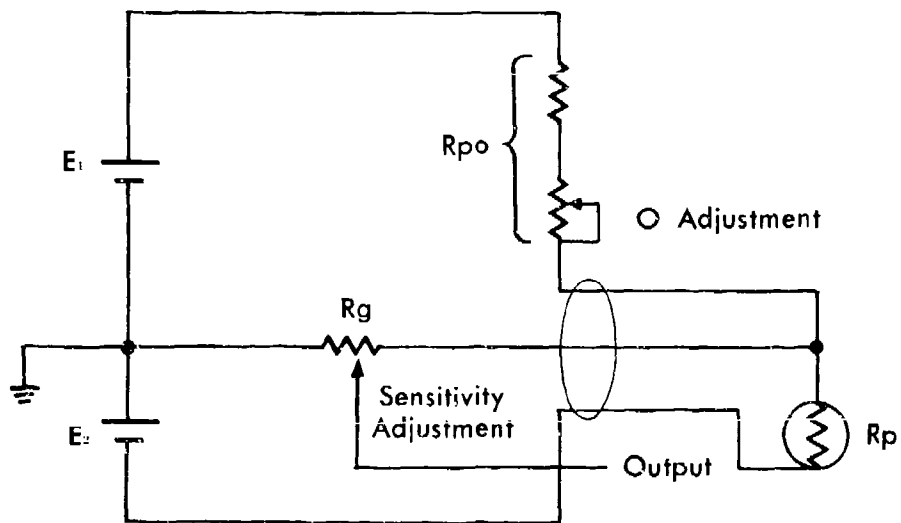 E1
Rpo
O Adjustment
Rg
Sensitivity
Adjustment
E2
Output
Rp